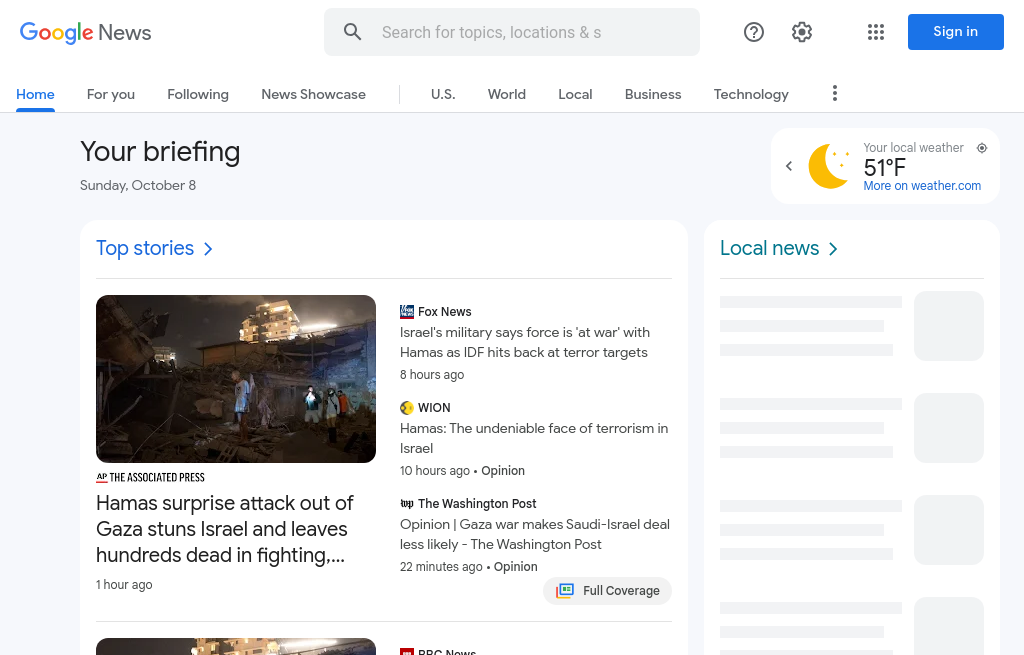 Google News
Search for topics, locations & s
Sign in
Home
For you
Following
News Showcase
U.S.
World
Local
Business
Technology
Your briefing
Sunday, October 8
Your local weather
51°F
More on weather.com
Top stories
AP THE ASSOCIATED PRESS
Hamas surprise attack out of
Gaza stuns Israel and leaves
hundreds dead in fighting,...
1 hour ago
Fox News
Israel's military says force is 'at war' with
Hamas as IDF hits back at terror targets
8 hours ago
WION
Hamas: The undeniable face of terrorism in
Israel
10 hours ago • Opinion
wp The Washington Post
Opinion | Gaza war makes Saudi-Israel deal
less likely - The Washington Post
22 minutes ago • Opinion
Full Coverage
BBC News
Local news